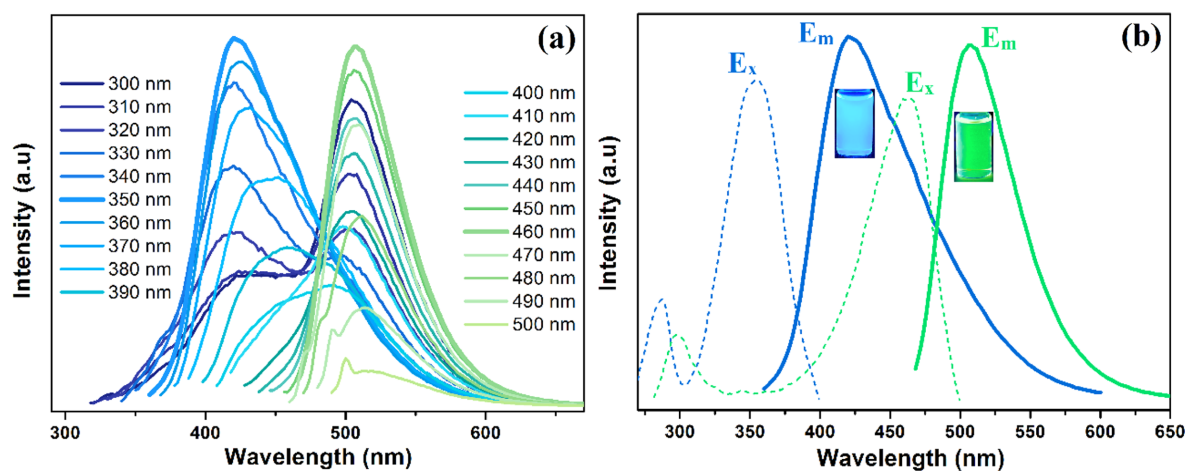 (a)
300 nm
310 nm
320 nm
330 nm
340 nm
350 nm
360 nm
370 nm
380 nm
390 nm
400 nm
410 nm
420 nm
430 nm
440 nm
450 nm
460 nm
470 nm
480 nm
490 nm
500 nm
Intensity (a.u)
300 400 500 600
Wavelength (nm)
(b)
Ex
Em
Ex
Em
Intensity (a.u)
300 350 400 450 500 550 600 650
Wavelength (nm)